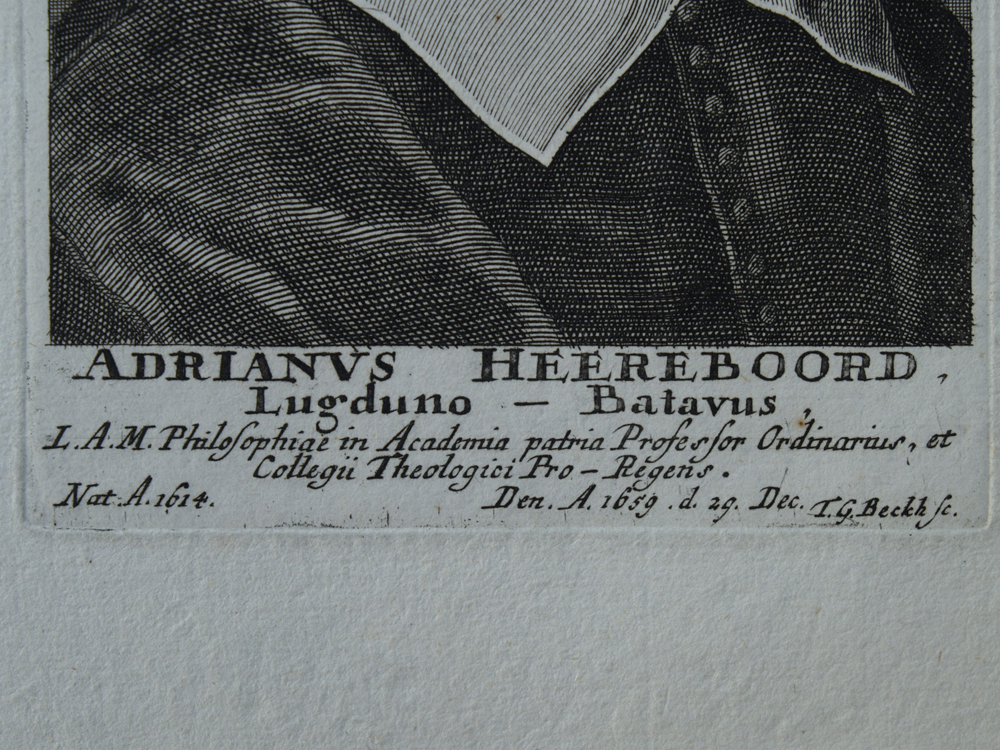 ADRIANVS HEEREBOORD,
Lugduno – Batavus,
L.A.M. Philosophiae in Academia patria Professor Ordinarius, et
Collegii Theologici Pro – Regens.
Nat. A. 1614. Den. A. 1659 . d. 29. Dec. T.G. Beckh sc.